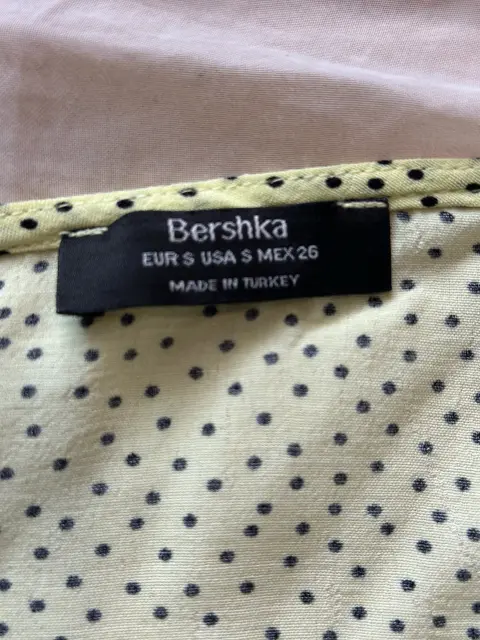 Bershka
EUR S USA S MEX 26
MADE IN TURKEY